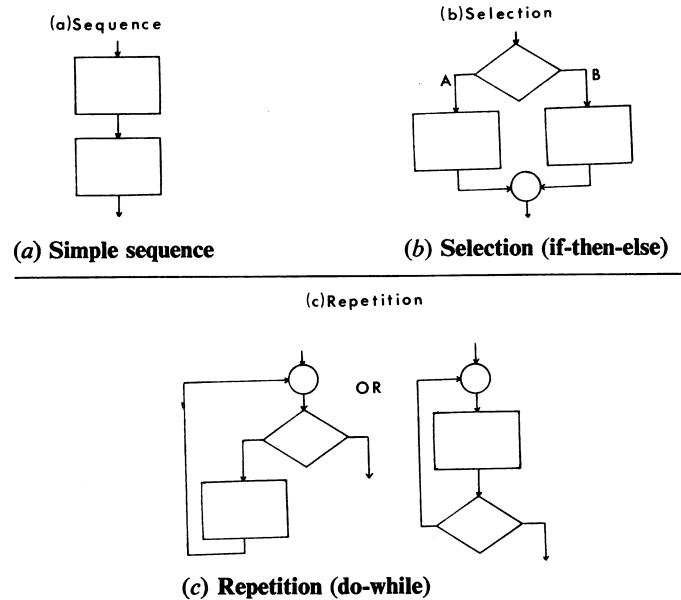 (a)Sequence
(b)Selection
A
B
(a) Simple sequence
(b) Selection (if-then-else)
(c)Repetition
OR
(c) Repetition (do-while)